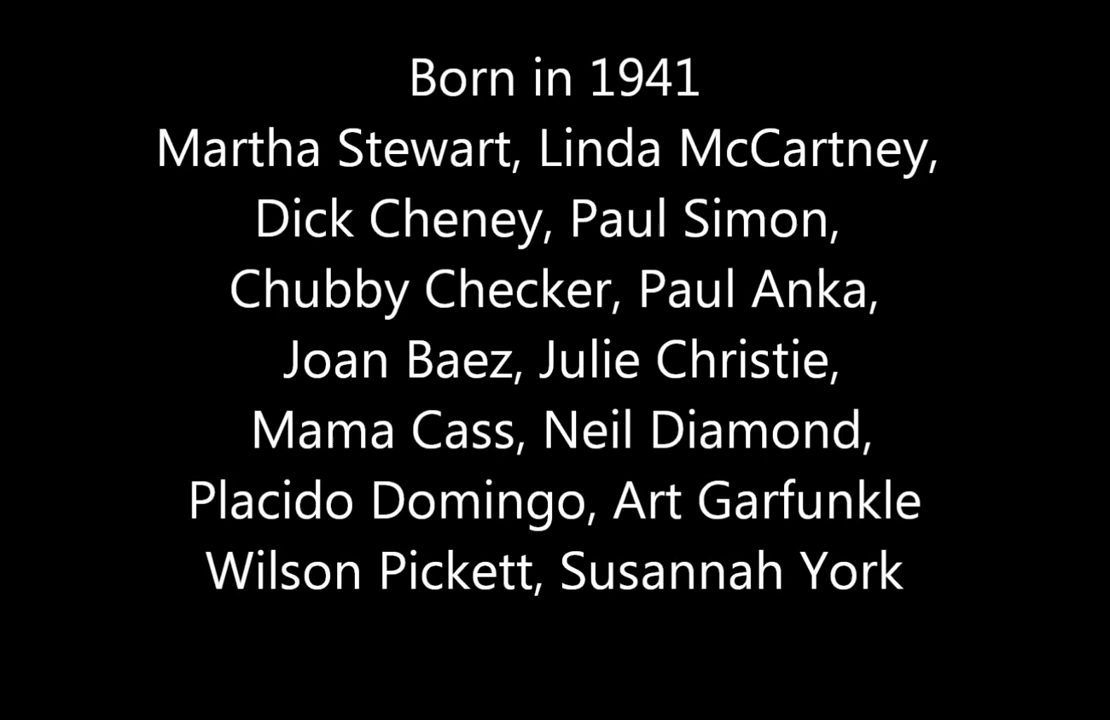 Born in 1941
Martha Stewart, Linda McCartney,
Dick Cheney, Paul Simon,
Chubby Checker, Paul Anka,
Joan Baez, Julie Christie,
Mama Cass, Neil Diamond,
Placido Domingo, Art Garfunkle
Wilson Pickett, Susannah York